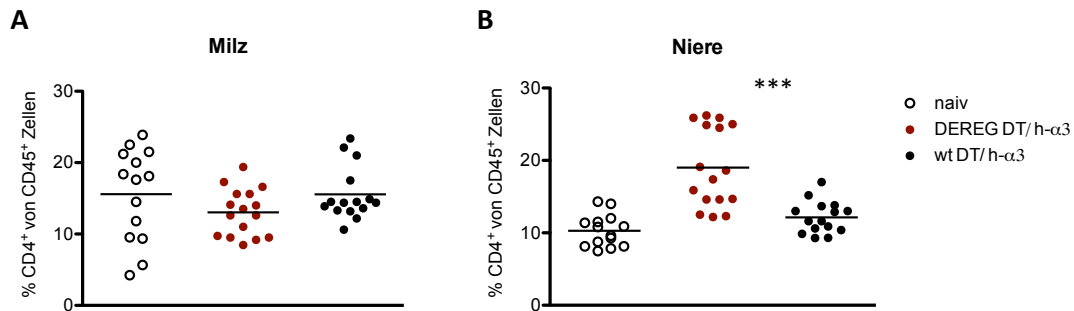 A
Milz
% CD4⁺ von CD45⁺ Zellen
30
20
10
0
B
Niere
% CD4⁺ von CD45⁺ Zellen
30
20
10
0
***
naiv
DEREG DT/ h-α3
wt DT/ h-α3